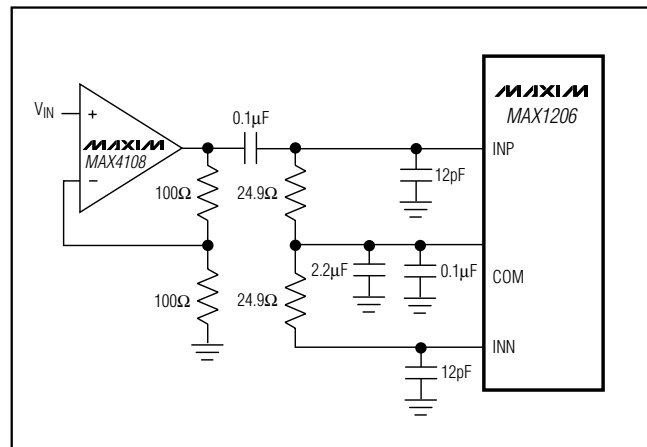 MAXIM
MAX1206
VIN
+
MAXIM
MAX4108
−
0.1µF
INP
12pF
100Ω
24.9Ω
2.2µF
0.1µF
COM
100Ω
24.9Ω
INN
12pF